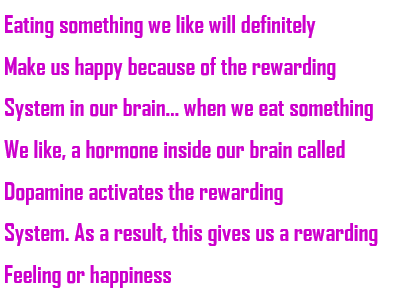 Eating something we like will definitely
Make us happy because of the rewarding
System in our brain... when we eat something
We like, a hormone inside our brain called
Dopamine activates the rewarding
System. As a result, this gives us a rewarding
Feeling or happiness